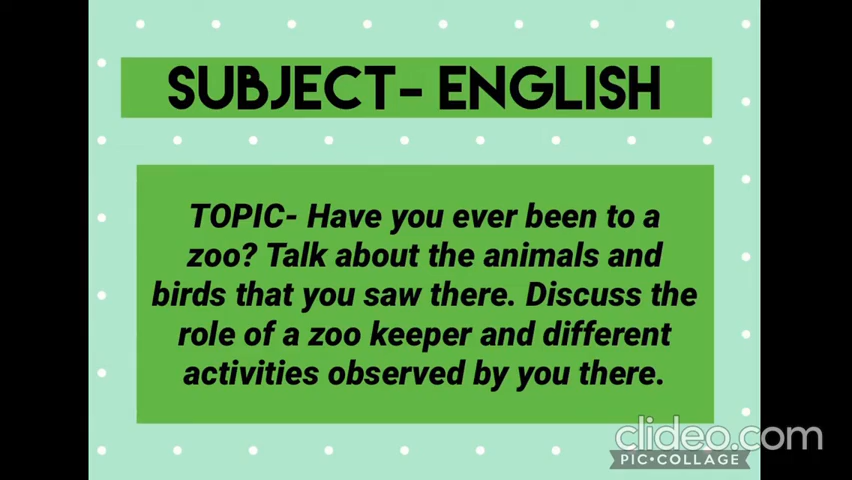 SUBJECT- ENGLISH
TOPIC- Have you ever been to a
zoo? Talk about the animals and
birds that you saw there. Discuss the
role of a zoo keeper and different
activities observed by you there.
clideo.com
PIC•COLLAGE